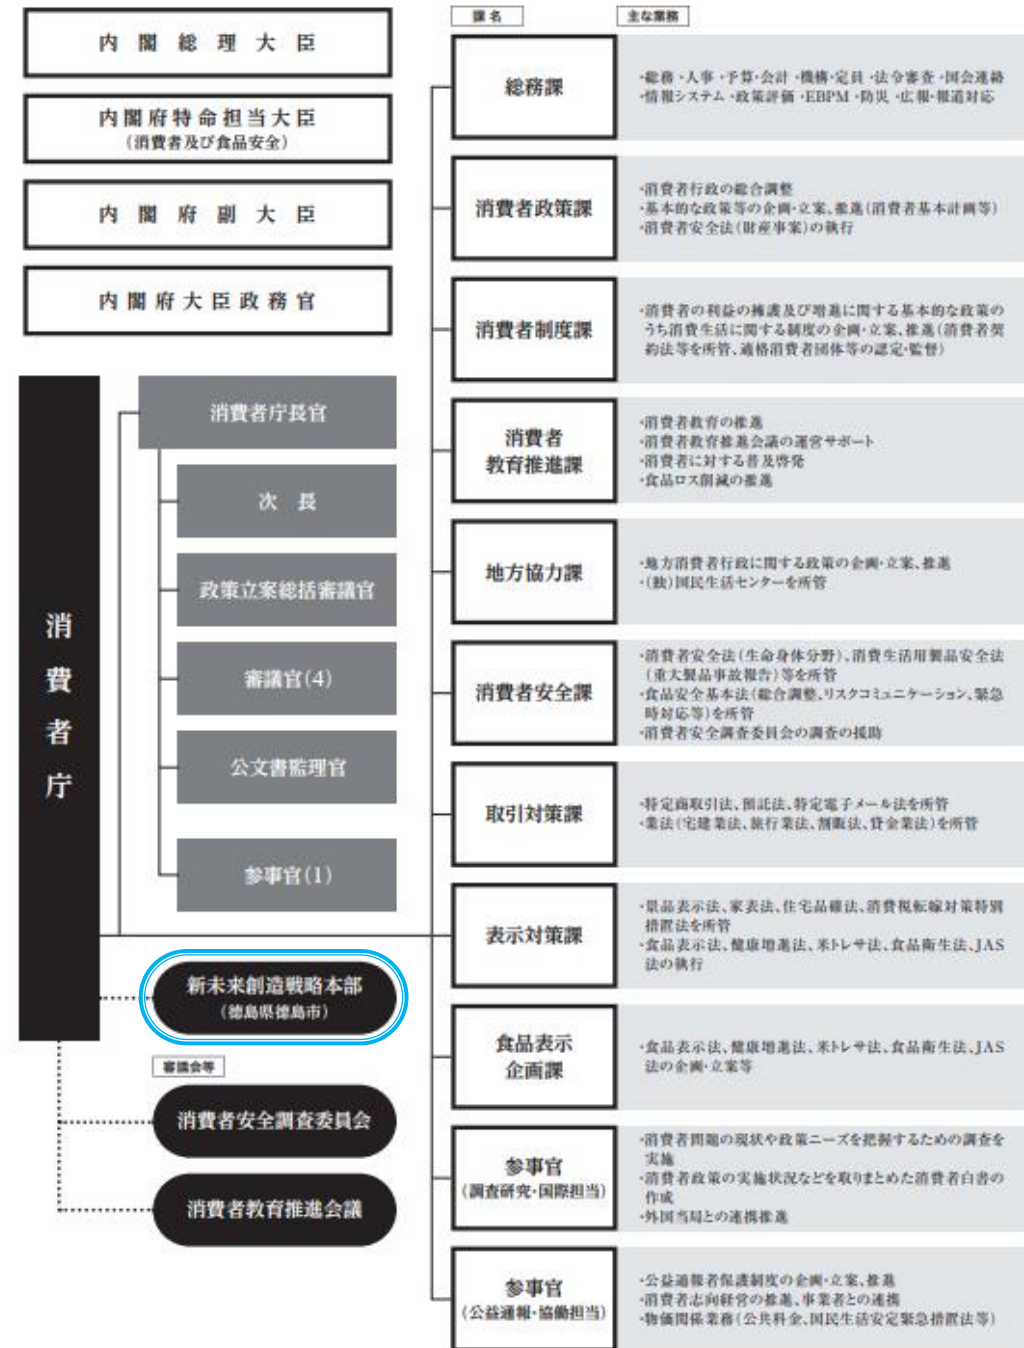 内閣総理大臣
内閣府特命担当大臣
（消費者及び食品安全）
内閣府副大臣
内閣府大臣政務官
消費者庁
消費者庁長官
次 長
政策立案総括審議官
審議官(4)
公文書監理官
参事官(1)
新未来創造戦略本部
（徳島県徳島市）
審議会等
消費者安全調査委員会
消費者教育推進会議
課 名
主な業務
総務課
・総務・人事・予算・会計・機構・定員・法令審査・国会連絡
・情報システム・政策評価・EBPM・防災・広報・報道対応
消費者政策課
・消費者行政の総合調整
・基本的な政策等の企画・立案、推進（消費者基本計画等）
・消費者安全法（財産事案）の執行
消費者制度課
・消費者の利益の擁護及び増進に関する基本的な政策の
うち消費生活に関する制度の企画・立案、推進（消費者契
約法等を所管、適格消費者団体等の認定・監督）
消費者
教育推進課
・消費者教育の推進
・消費者教育推進会議の運営サポート
・消費者に対する普及啓発
・食品ロス削減の推進
地方協力課
・地方消費者行政に関する政策の企画・立案、推進
・（独）国民生活センターを所管
消費者安全課
・消費者安全法（生命身体分野）、消費生活用製品安全法
（重大製品事故報告）等を所管
・食品安全基本法（総合調整、リスクコミュニケーション、緊急
時対応等）を所管
・消費者安全調査委員会の調査の援助
取引対策課
・特定商取引法、預託法、特定電子メール法を所管
・業法（宅建業法、旅行業法、割販法、貸金業法）を所管
表示対策課
・景品表示法、家表法、住宅品確法、消費税転嫁対策特別
措置法を所管
・食品表示法、健康増進法、米トレサ法、食品衛生法、JAS
法の執行
食品表示
企画課
・食品表示法、健康増進法、米トレサ法、食品衛生法、JAS
法の企画・立案等
参事官
（調査研究・国際担当）
・消費者問題の現状や政策ニーズを把握するための調査を
実施
・消費者政策の実施状況などを取りまとめた消費者白書の
作成
・外国当局との連携推進
参事官
（公益通報・協働担当）
・公益通報者保護制度の企画・立案、推進
・消費者志向経営の推進、事業者との連携
・物価関係業務（公共料金、国民生活安定緊急措置法等）